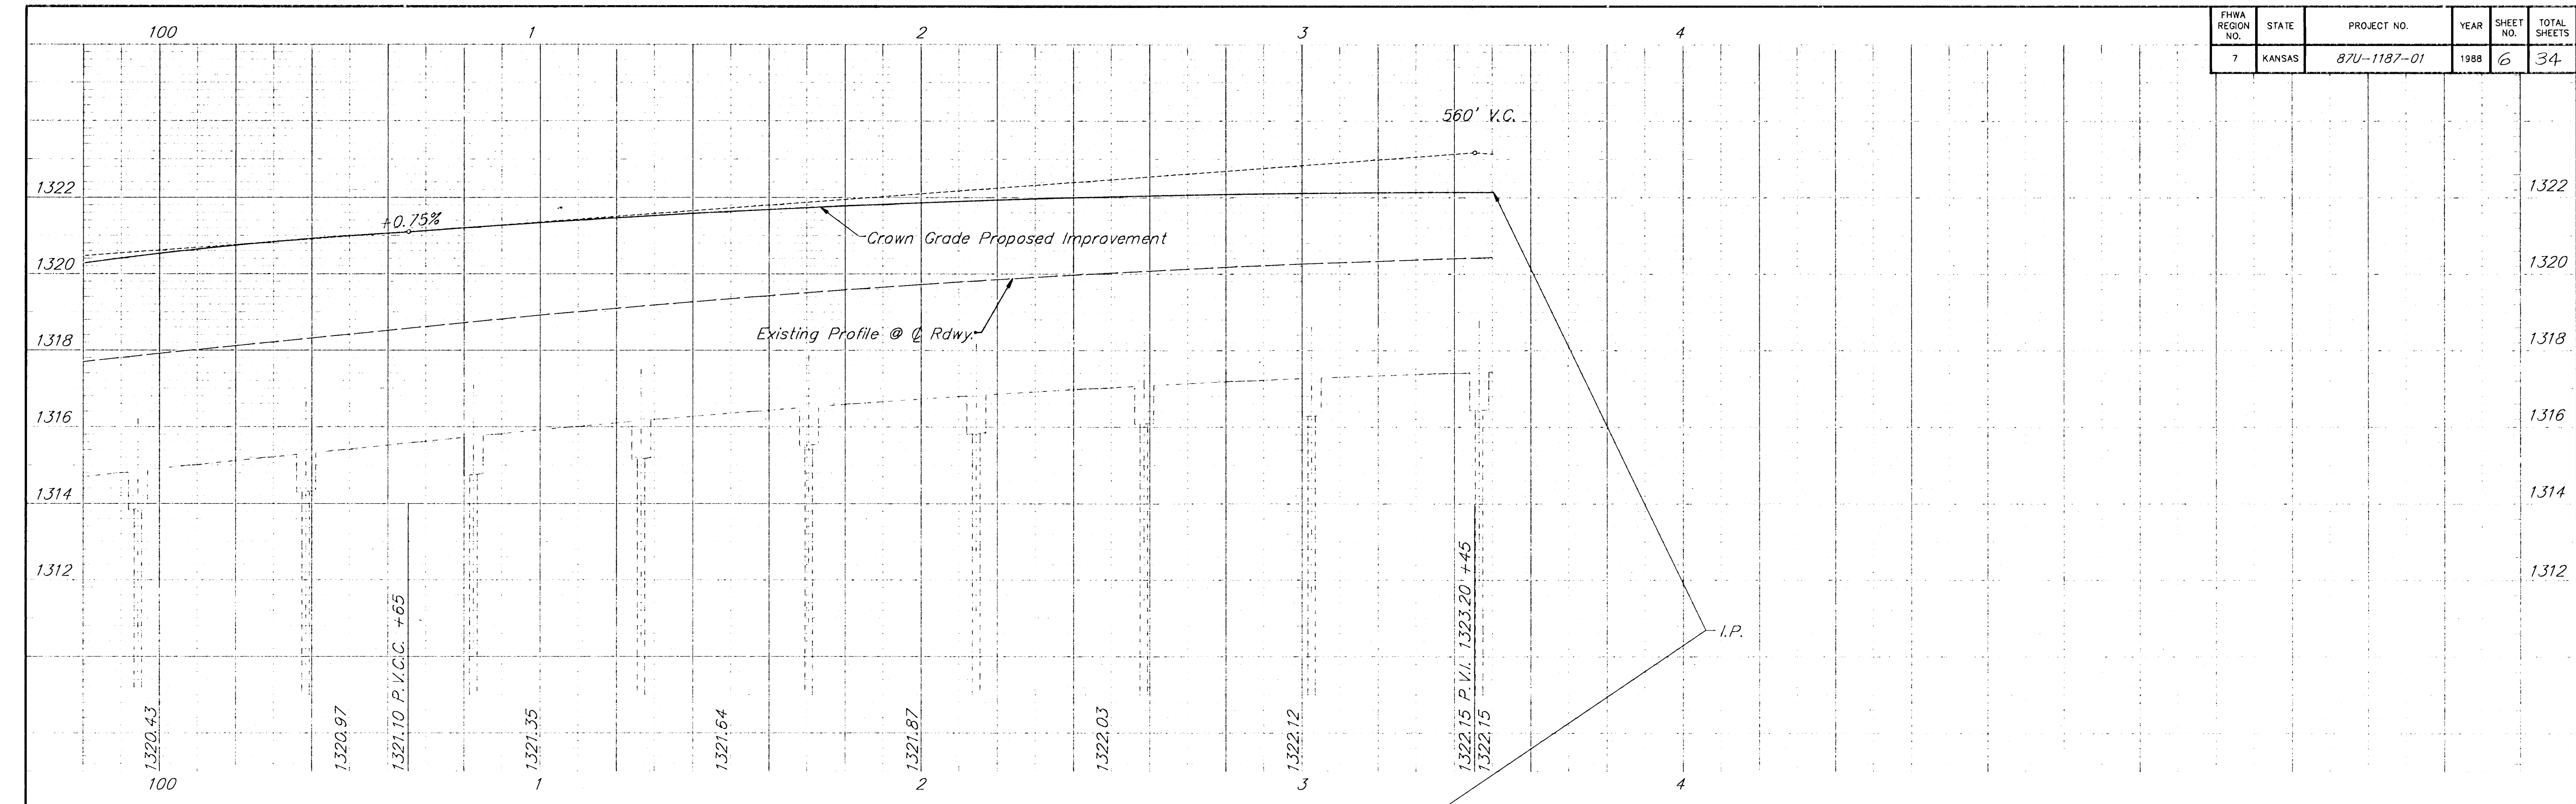 FHWA REGION NO.
STATE
PROJECT NO.
YEAR
SHEET NO.
TOTAL SHEETS
7
KANSAS
87U-1187-01
1988
6
34
100
1
2
3
4
560' V.C.
1322
1322
+0.75%
Crown Grade Proposed Improvement
1320
1320
Existing Profile @ ℄ Rdwy.
1318
1318
1316
1316
1314
1314
1312
1312
I.P.
1320.43
1320.97
1321.10 P.V.C.C. +65
1321.35
1321.64
1321.87
1322.03
1322.12
1322.15 P.V.I. 1323.20 +45
1322.15
100
1
2
3
4